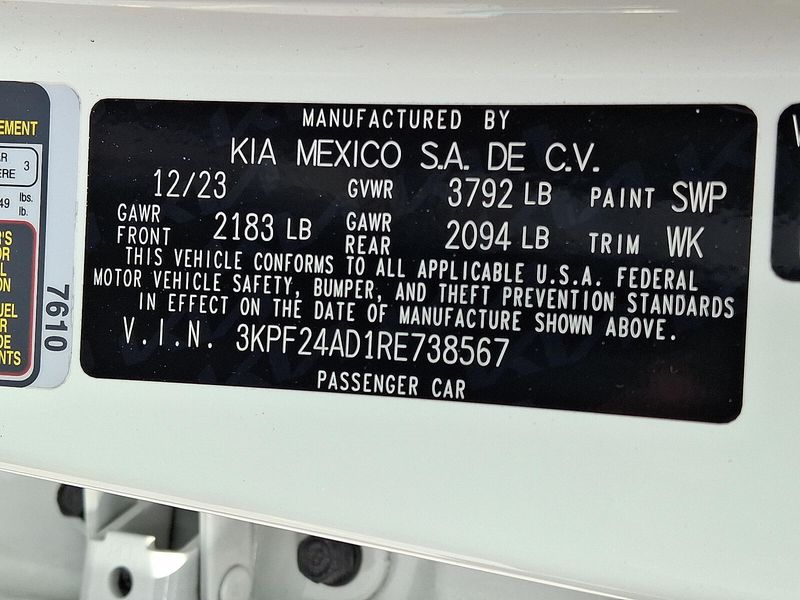 MANUFACTURED BY
KIA MEXICO S.A. DE C.V.
12/23 GVWR 3792 LB PAINT SWP
GAWR FRONT 2183 LB GAWR REAR 2094 LB TRIM WK
THIS VEHICLE CONFORMS TO ALL APPLICABLE U.S.A. FEDERAL
MOTOR VEHICLE SAFETY, BUMPER, AND THEFT PREVENTION STANDARDS
IN EFFECT ON THE DATE OF MANUFACTURE SHOWN ABOVE.
V.I.N. 3KPF24AD1RE738567
PASSENGER CAR
7610
3
49 lbs.
lb.